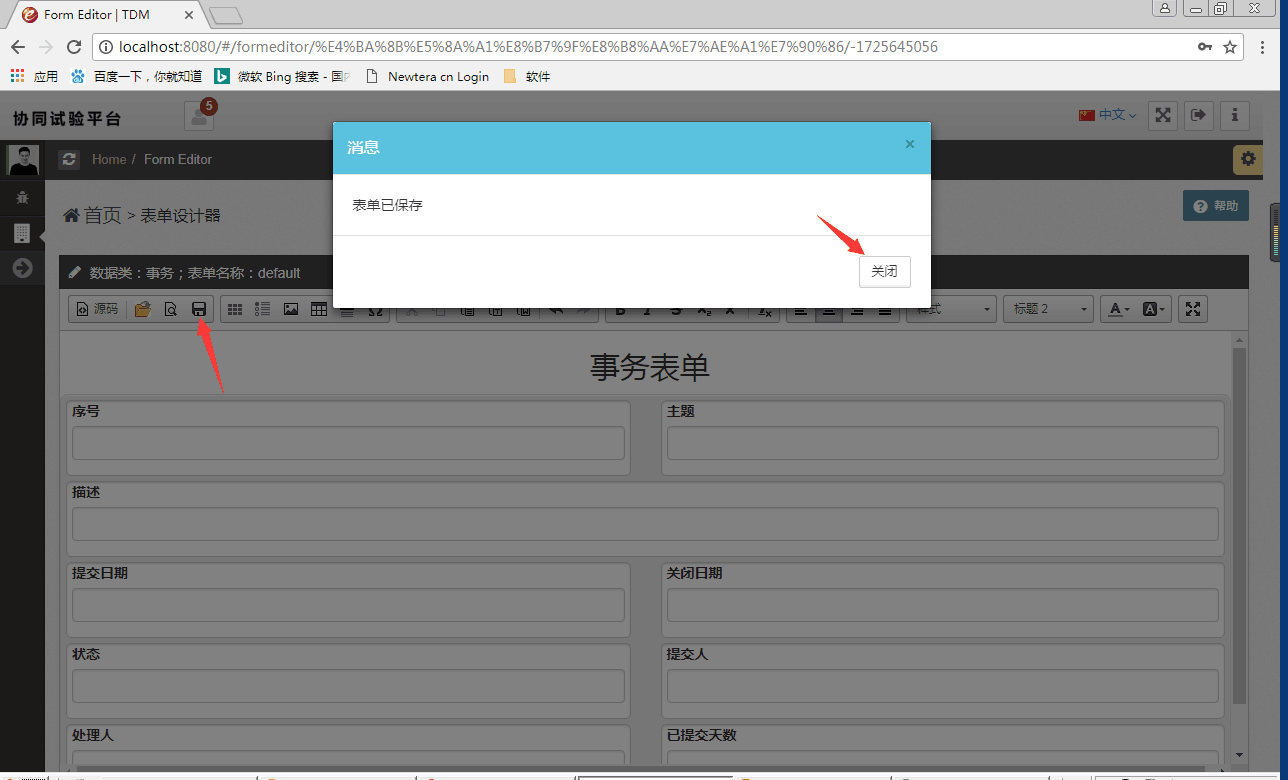 Form Editor | TDM
localhost:8080/#/formeditor/%E4%BA%8B%E5%8A%A1%E8%B7%9F%E8%B8%AA%E7%AE%A1%E7%90%86/-1725645056
应用 百度一下，你就知道 微软 Bing 搜索 - 国 Newtera cn Login 软件
协同试验平台 5 中文
Home / Form Editor
首页 > 表单设计器 帮助
消息 ×
表单已保存
关闭
数据类：事务；表单名称：default
源码 样式 标题 2 A A
事务表单
序号 主题
描述
提交日期 关闭日期
状态 提交人
处理人 已提交天数